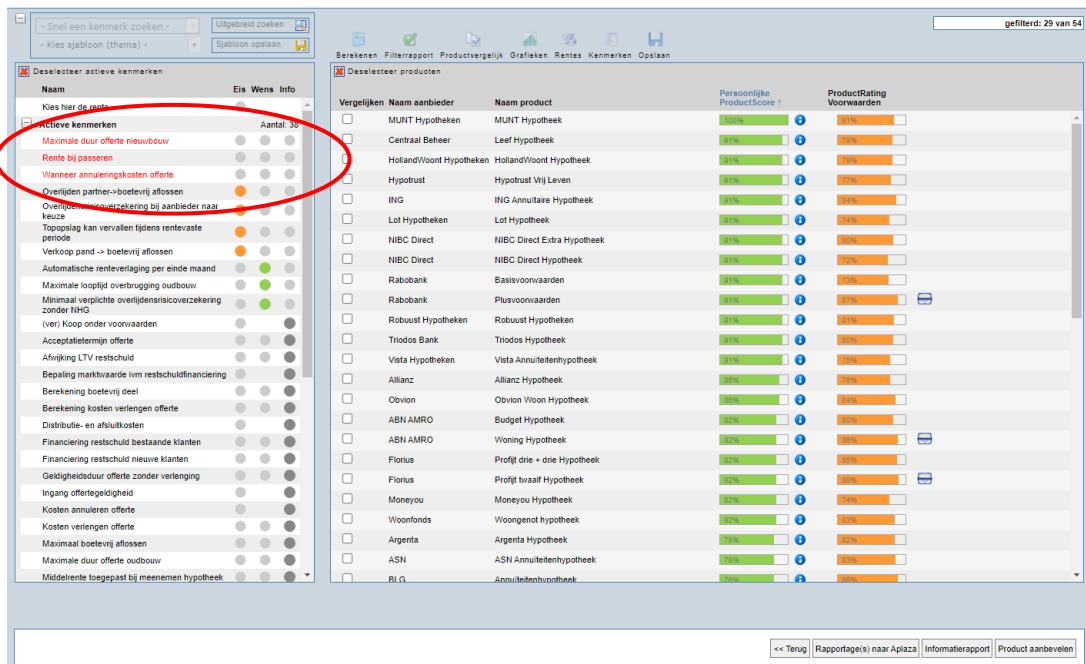 - Snel een kenmerk zoeken - Uitgebreid zoeken
- Kies sjabloon (thema) - Sjabloon opslaan
gefilterd: 29 van 54
Berekenen Filterrapport Productvergelijk Grafieken Rentes Kenmerken Opslaan
Deselecteer actieve kenmerken
Naam Eis Wens Info
Kies hier de rente
Actieve kenmerken Aantal: 38
Maximale duur offerte nieuwbouw
Rente bij passeren
Wanneer annuleringskosten offerte
Overlijden partner->boetevrij aflossen
Overlijdensrisicoverzekering bij aanbieder naar
keuze
Topopslag kan vervallen tijdens rentevaste
periode
Verkoop pand -> boetevrij aflossen
Automatische renteverlaging per einde maand
Maximale looptijd overbrugging oudbouw
Minimaal verplichte overlijdensrisicoverzekering
zonder NHG
(ver) Koop onder voorwaarden
Acceptatietermijn offerte
Afwijking LTV restschuld
Bepaling marktwaarde ivm restschuldfinanciering
Berekening boetevrij deel
Berekening kosten verlengen offerte
Distributie- en afsluitkosten
Financiering restschuld bestaande klanten
Financiering restschuld nieuwe klanten
Geldigheidsduur offerte zonder verlenging
Ingang offertegeldigheid
Kosten annuleren offerte
Kosten verlengen offerte
Maximaal boetevrij aflossen
Maximale duur offerte oudbouw
Middelrente toegepast bij meenemen hypotheek
Deselecteer producten
Vergelijken Naam aanbieder Naam product Persoonlijke ProductScore ↑ ProductRating Voorwaarden
MUNT Hypotheken MUNT Hypotheek 100% 81%
Centraal Beheer Leef Hypotheek 91% 78%
HollandWoont Hypotheken HollandWoont Hypotheek 91% 79%
Hypotrust Hypotrust Vrij Leven 91% 77%
ING ING Annuïtaire Hypotheek 91% 84%
Lot Hypotheken Lot Hypotheek 91% 74%
NIBC Direct NIBC Direct Extra Hypotheek 91% 80%
NIBC Direct NIBC Direct Hypotheek 91% 72%
Rabobank Basisvoorwaarden 91% 73%
Rabobank Plusvoorwaarden 91% 87%
Robuust Hypotheken Robuust Hypotheek 91% 81%
Triodos Bank Triodos Hypotheek 91% 80%
Vista Hypotheken Vista Annuïteitenhypotheek 91% 75%
Allianz Allianz Hypotheek 86% 76%
Obvion Obvion Woon Hypotheek 86% 84%
ABN AMRO Budget Hypotheek 82% 80%
ABN AMRO Woning Hypotheek 82% 86%
Florius Profijt drie + drie Hypotheek 82% 85%
Florius Profijt twaalf Hypotheek 82% 88%
Moneyou Moneyou Hypotheek 82% 74%
Woonfonds Woongenot hypotheek 82% 83%
Argenta Argenta Hypotheek 78% 82%
ASN ASN Annuïteitenhypotheek 78% 83%
BLG Annuïteitenhypotheek 78% 86%
<< Terug Rapportage(s) naar Aplaza Informatierapport Product aanbevelen